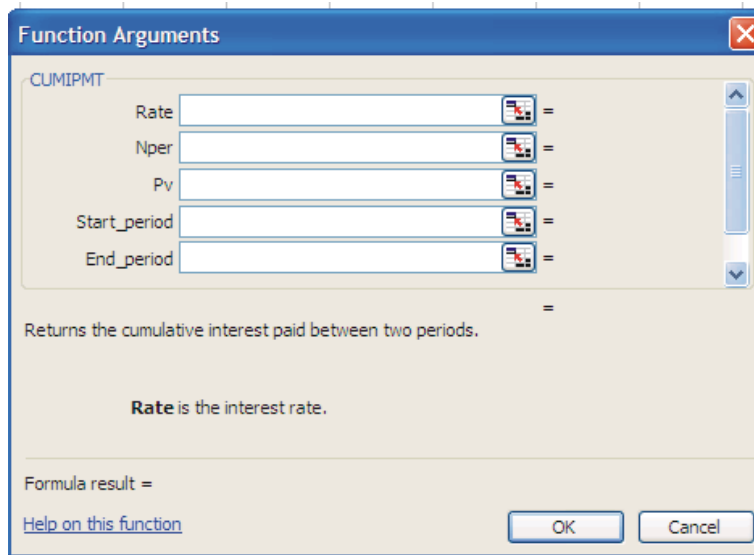 Function Arguments
CUMIPMT
Rate =
Nper =
Pv =
Start_period =
End_period =
=
Returns the cumulative interest paid between two periods.
Rate is the interest rate.
Formula result =
Help on this function OK Cancel